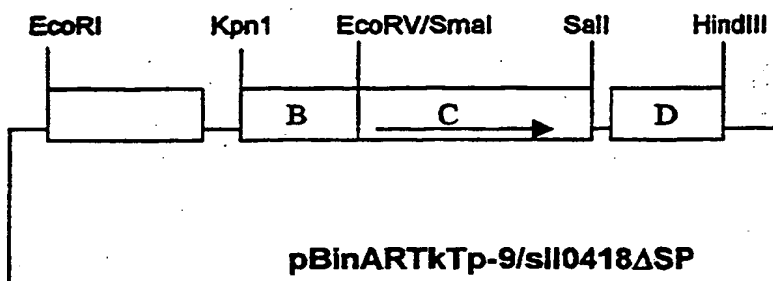 EcoRI Kpn1 EcoRV/SmaI SalI HindIII
B C D
pBinARTkTp-9/sll0418ΔSP